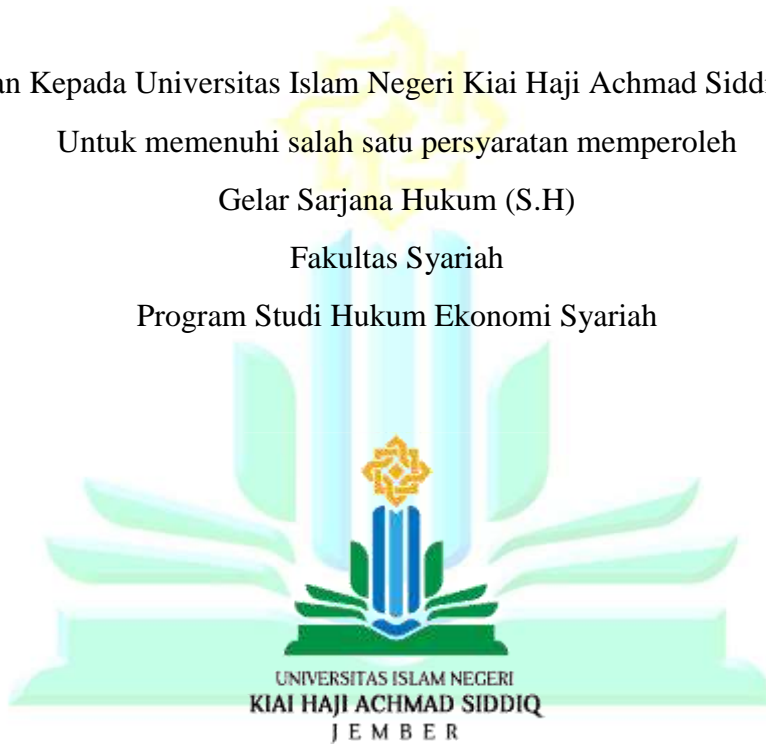 an Kepada Universitas Islam Negeri Kiai Haji Achmad Siddi
Untuk memenuhi salah satu persyaratan memperoleh
Gelar Sarjana Hukum (S.H)
Fakultas Syariah
Program Studi Hukum Ekonomi Syariah
UNIVERSITAS ISLAM NEGERI
KIAI HAJI ACHMAD SIDDIQ
JEMBER